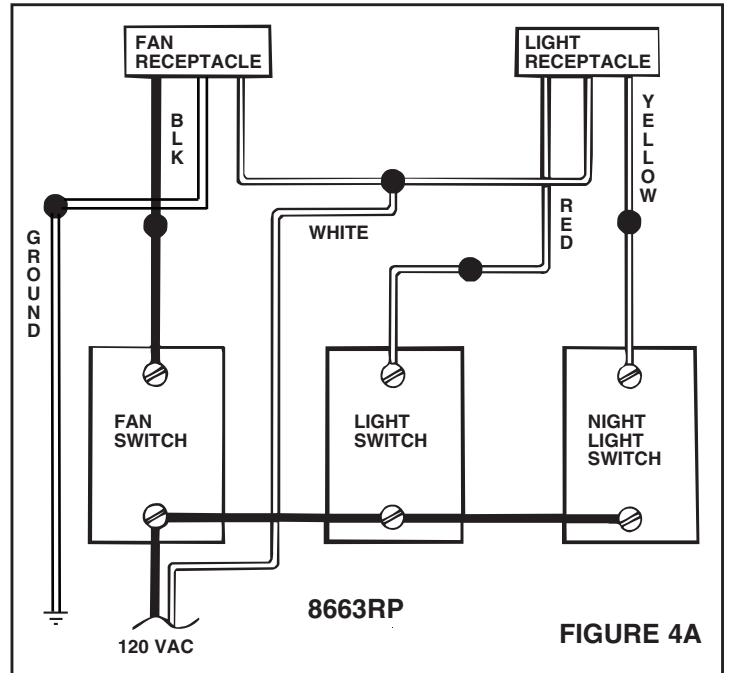 FAN
RECEPTACLE
LIGHT
RECEPTACLE
BLK
YELLOW
RED
WHITE
GROUND
FAN
SWITCH
LIGHT
SWITCH
NIGHT
LIGHT
SWITCH
8663RP
120 VAC
FIGURE 4A